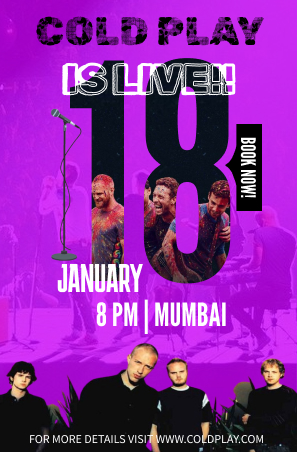 COLD PLAY
IS LIVE!!
18
BOOK NOW!
JANUARY
8 PM | MUMBAI
FOR MORE DETAILS VISIT WWW.COLDPLAY.COM